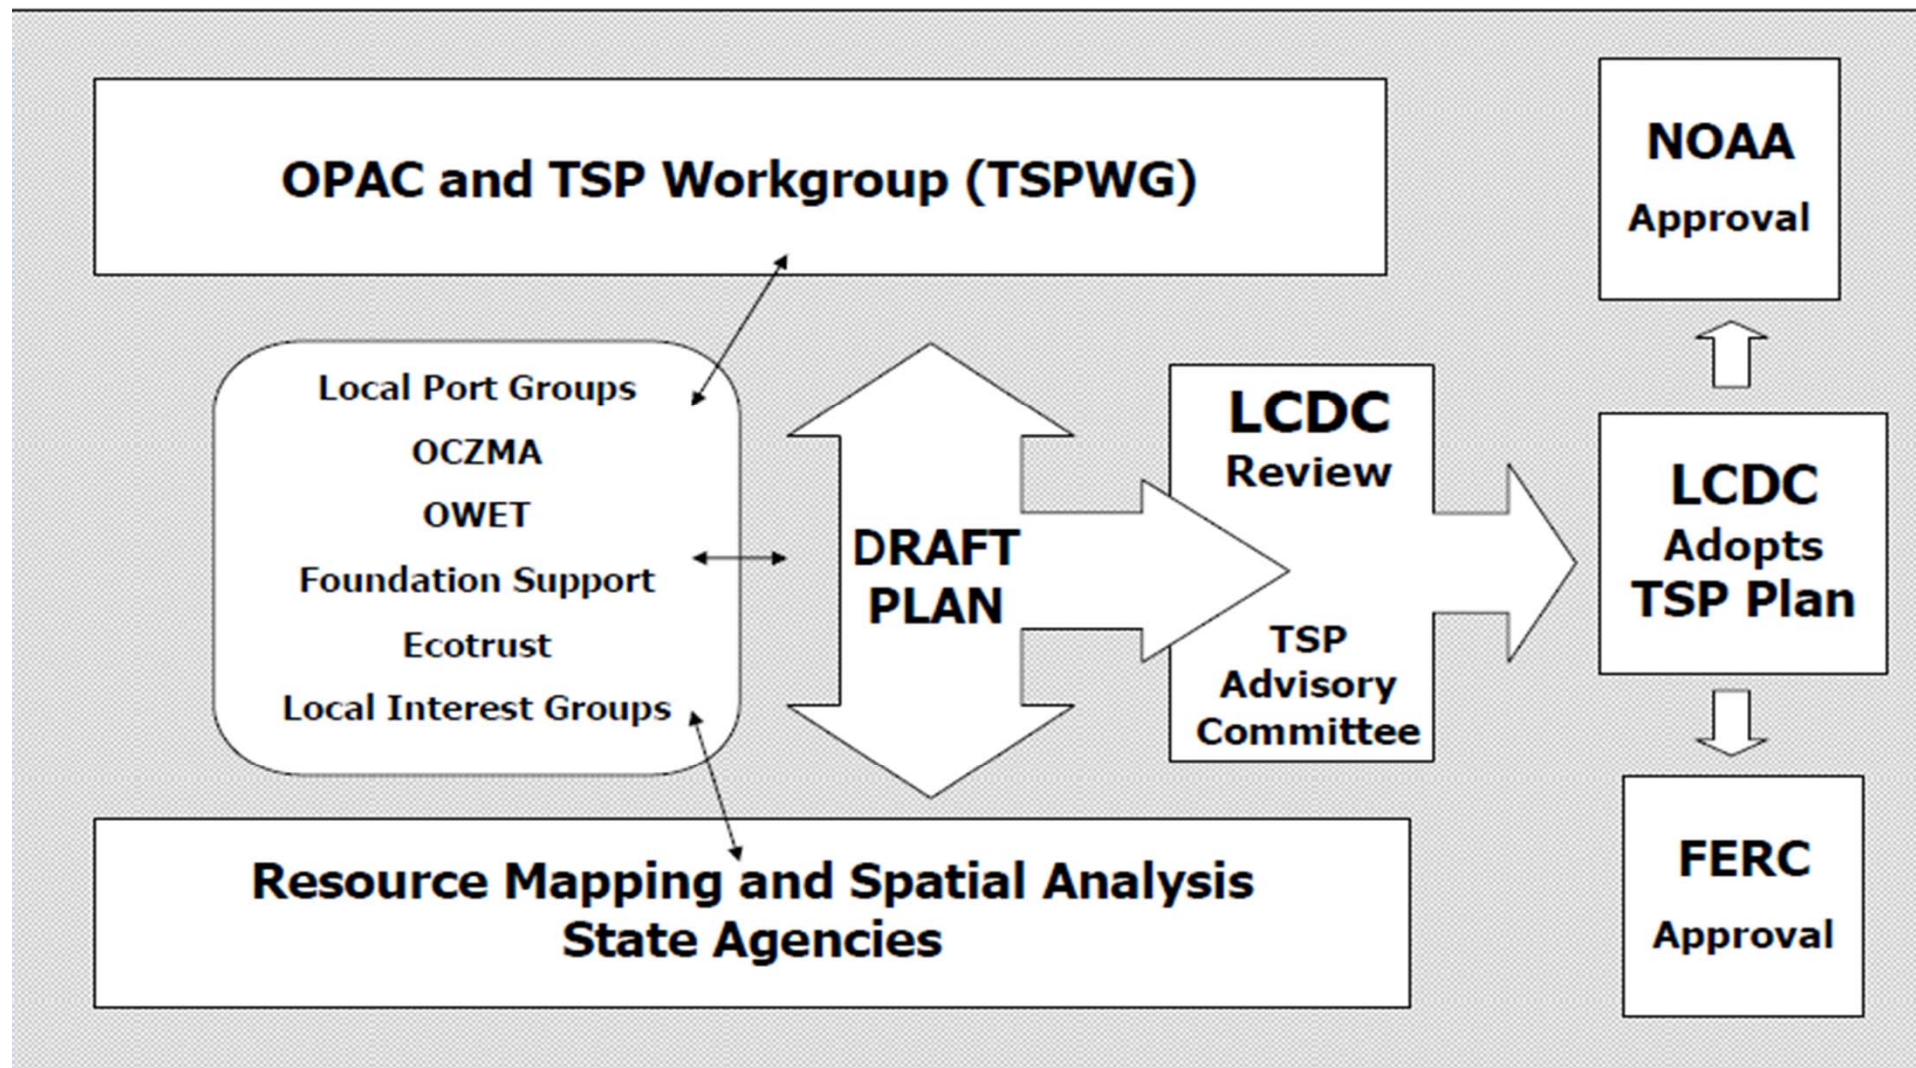 OPAC and TSP Workgroup (TSPWG)
Local Port Groups
OCZMA
OWET
Foundation Support
Ecotrust
Local Interest Groups
DRAFT
PLAN
LCDC
Review
TSP
Advisory
Committee
NOAA
Approval
LCDC
Adopts
TSP Plan
FERC
Approval
Resource Mapping and Spatial Analysis
State Agencies